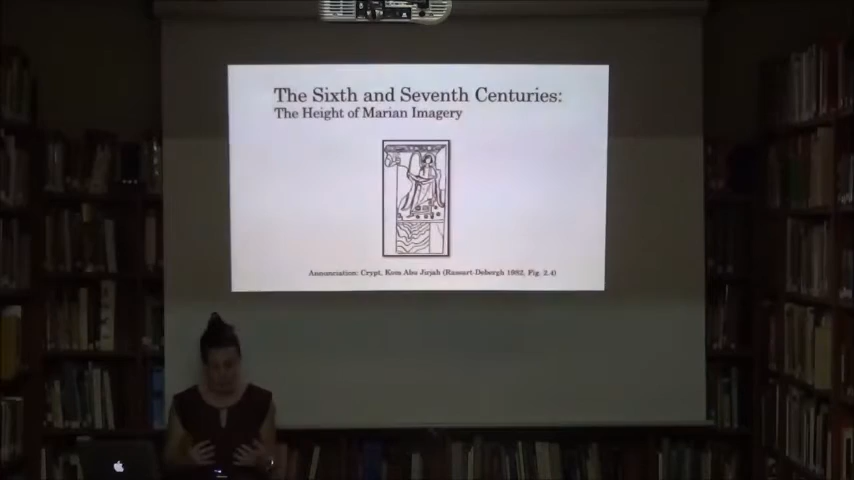 The Sixth and Seventh Centuries:
The Height of Marian Imagery
Annunciation: Crypt, Kom Abu Jirjah (Rassart-Debergh 1982, Fig. 2.4)